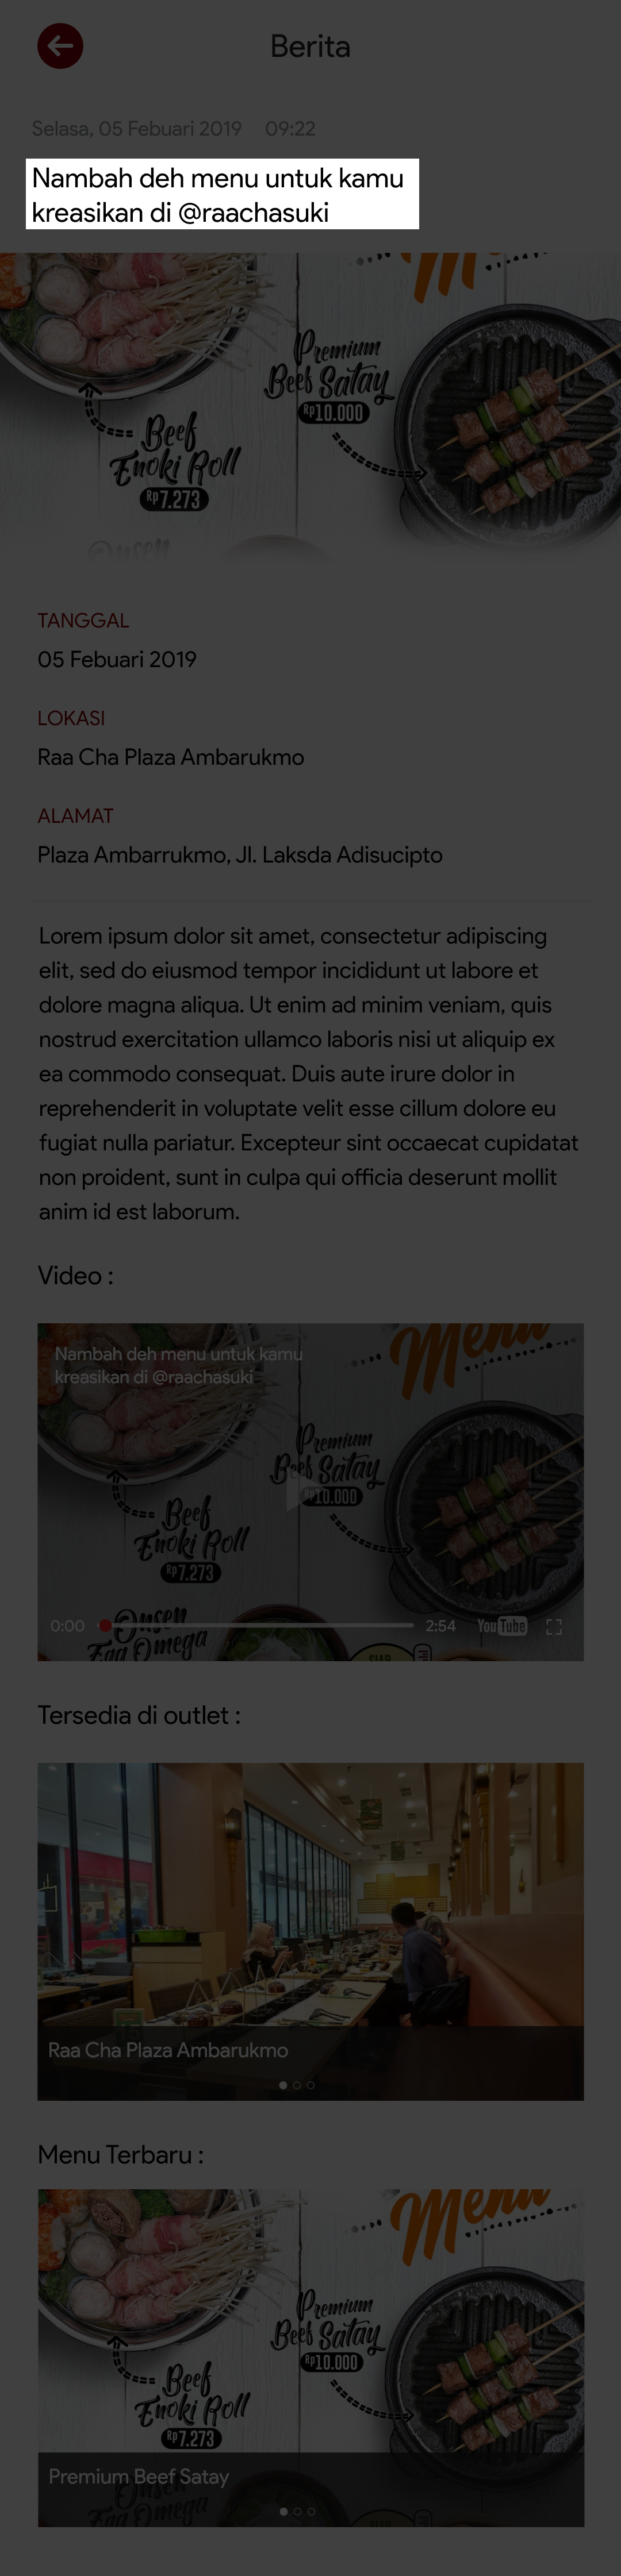 Berita
Selasa, 05 Febuari 2019 09:22
Nambah deh menu untuk kamu
kreasikan di @raachasuki
Premium
Beef Satay
Rp10.000
Beef
Enoki Roll
Rp7.273
Onsen
TANGGAL
05 Febuari 2019
LOKASI
Raa Cha Plaza Ambarukmo
ALAMAT
Plaza Ambarrukmo, Jl. Laksda Adisucipto
Lorem ipsum dolor sit amet, consectetur adipiscing
elit, sed do eiusmod tempor incididunt ut labore et
dolore magna aliqua. Ut enim ad minim veniam, quis
nostrud exercitation ullamco laboris nisi ut aliquip ex
ea commodo consequat. Duis aute irure dolor in
reprehenderit in voluptate velit esse cillum dolore eu
fugiat nulla pariatur. Excepteur sint occaecat cupidatat
non proident, sunt in culpa qui officia deserunt mollit
anim id est laborum.
Video :
Nambah deh menu untuk kamu
kreasikan di @raachasuki
Menu
Premium
Beef Satay
Rp10.000
Beef
Enoki Roll
Rp7.273
Onsen
Egg Omega
0:00 2:54 YouTube
Tersedia di outlet :
Raa Cha Plaza Ambarukmo
Menu Terbaru :
Menu
Premium
Beef Satay
Rp10.000
Beef
Enoki Roll
Rp7.273
Premium Beef Satay
Onsen
Egg Omega